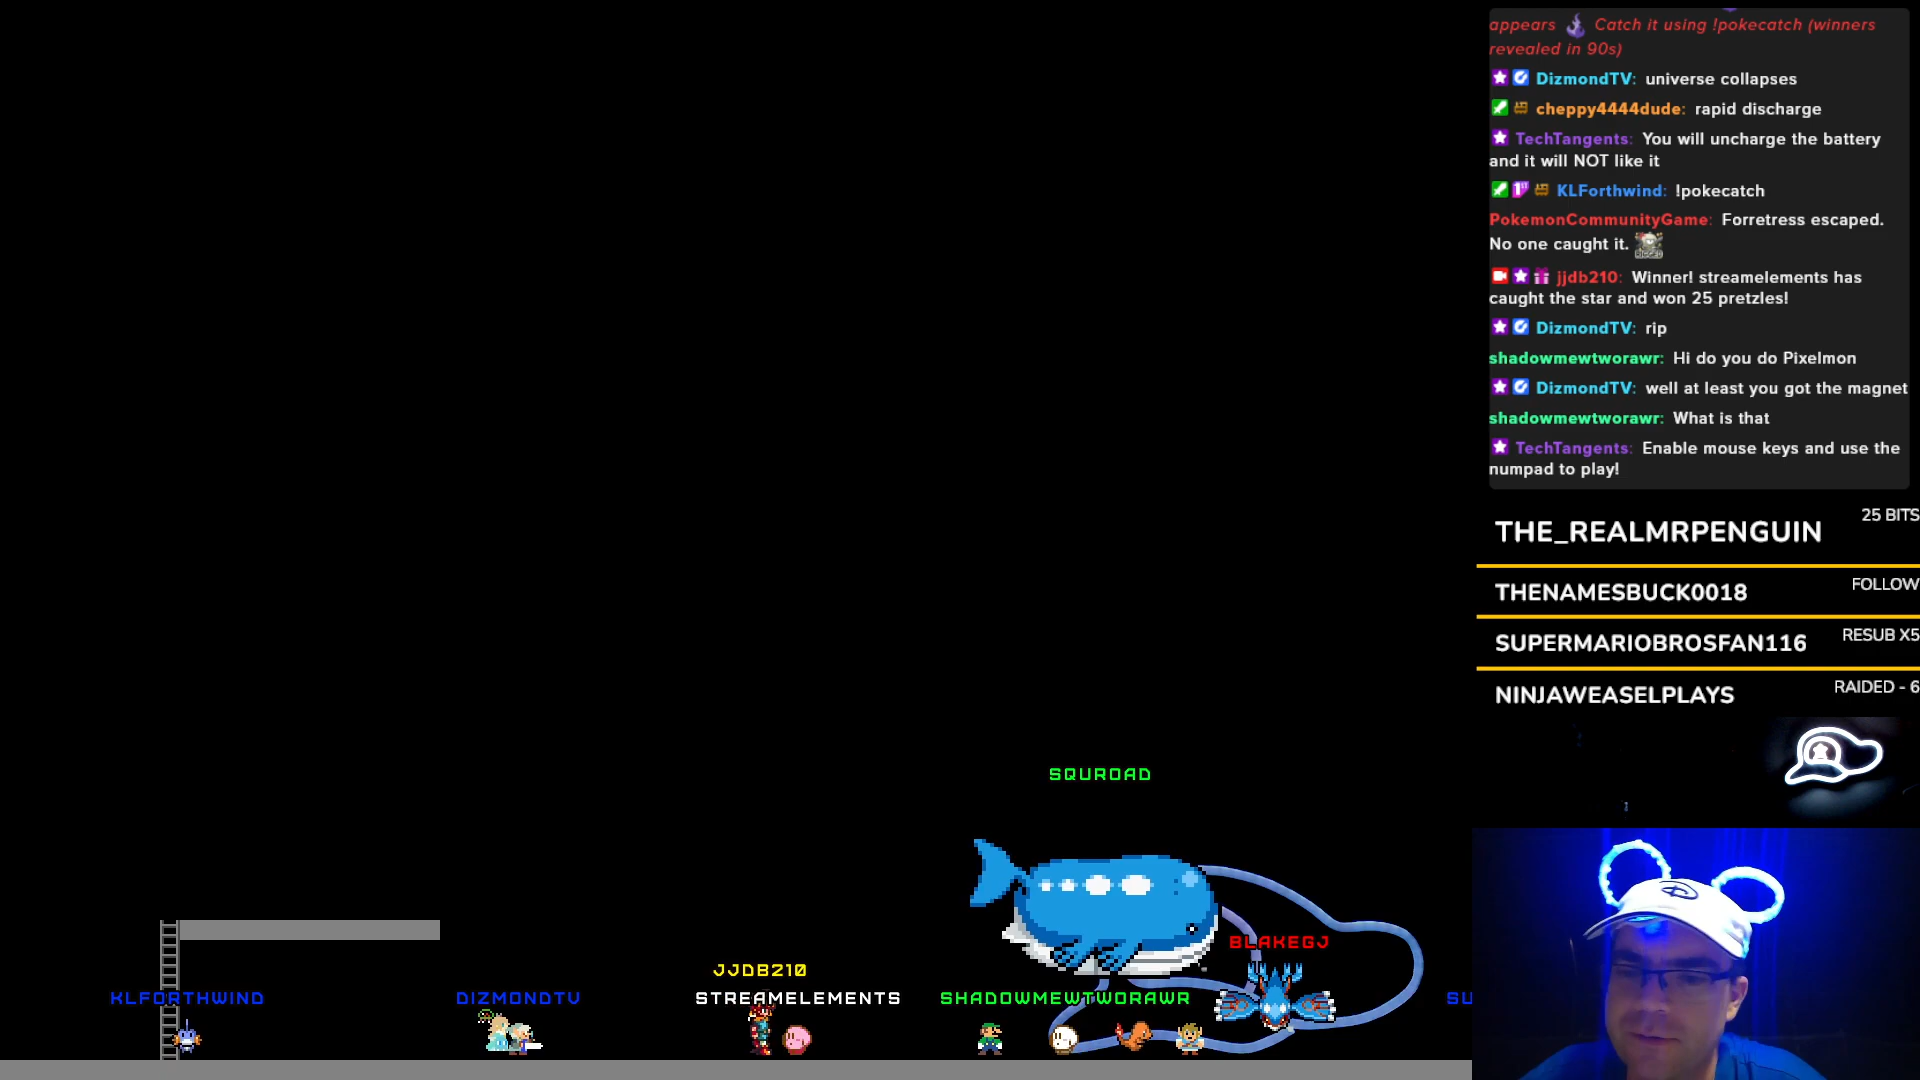 appears Catch it using !pokecatch (winners
revealed in 90s)
DizmondTV: universe collapses
cheppy4444dude: rapid discharge
TechTangents: You will uncharge the battery
and it will NOT like it
KLForthwind: !pokecatch
PokemonCommunityGame: Forretress escaped.
No one caught it.
jjdb210: Winner! streamelements has
caught the star and won 25 pretzles!
DizmondTV: rip
shadowmewtworawr: Hi do you do Pixelmon
DizmondTV: well at least you got the magnet
shadowmewtworawr: What is that
TechTangents: Enable mouse keys and use the
numpad to play!
THE_REALMRPENGUIN 25 BITS
THENAMESBUCK0018 FOLLOW
SUPERMARIOBROSFAN116 RESUB X5
NINJAWEASELPLAYS RAIDED - 6
SQUROAD
BLAKEGJ
JJDB210
KLFORTHWIND DIZMONDTV STREAMELEMENTS SHADOWMEWTWORAWR SU